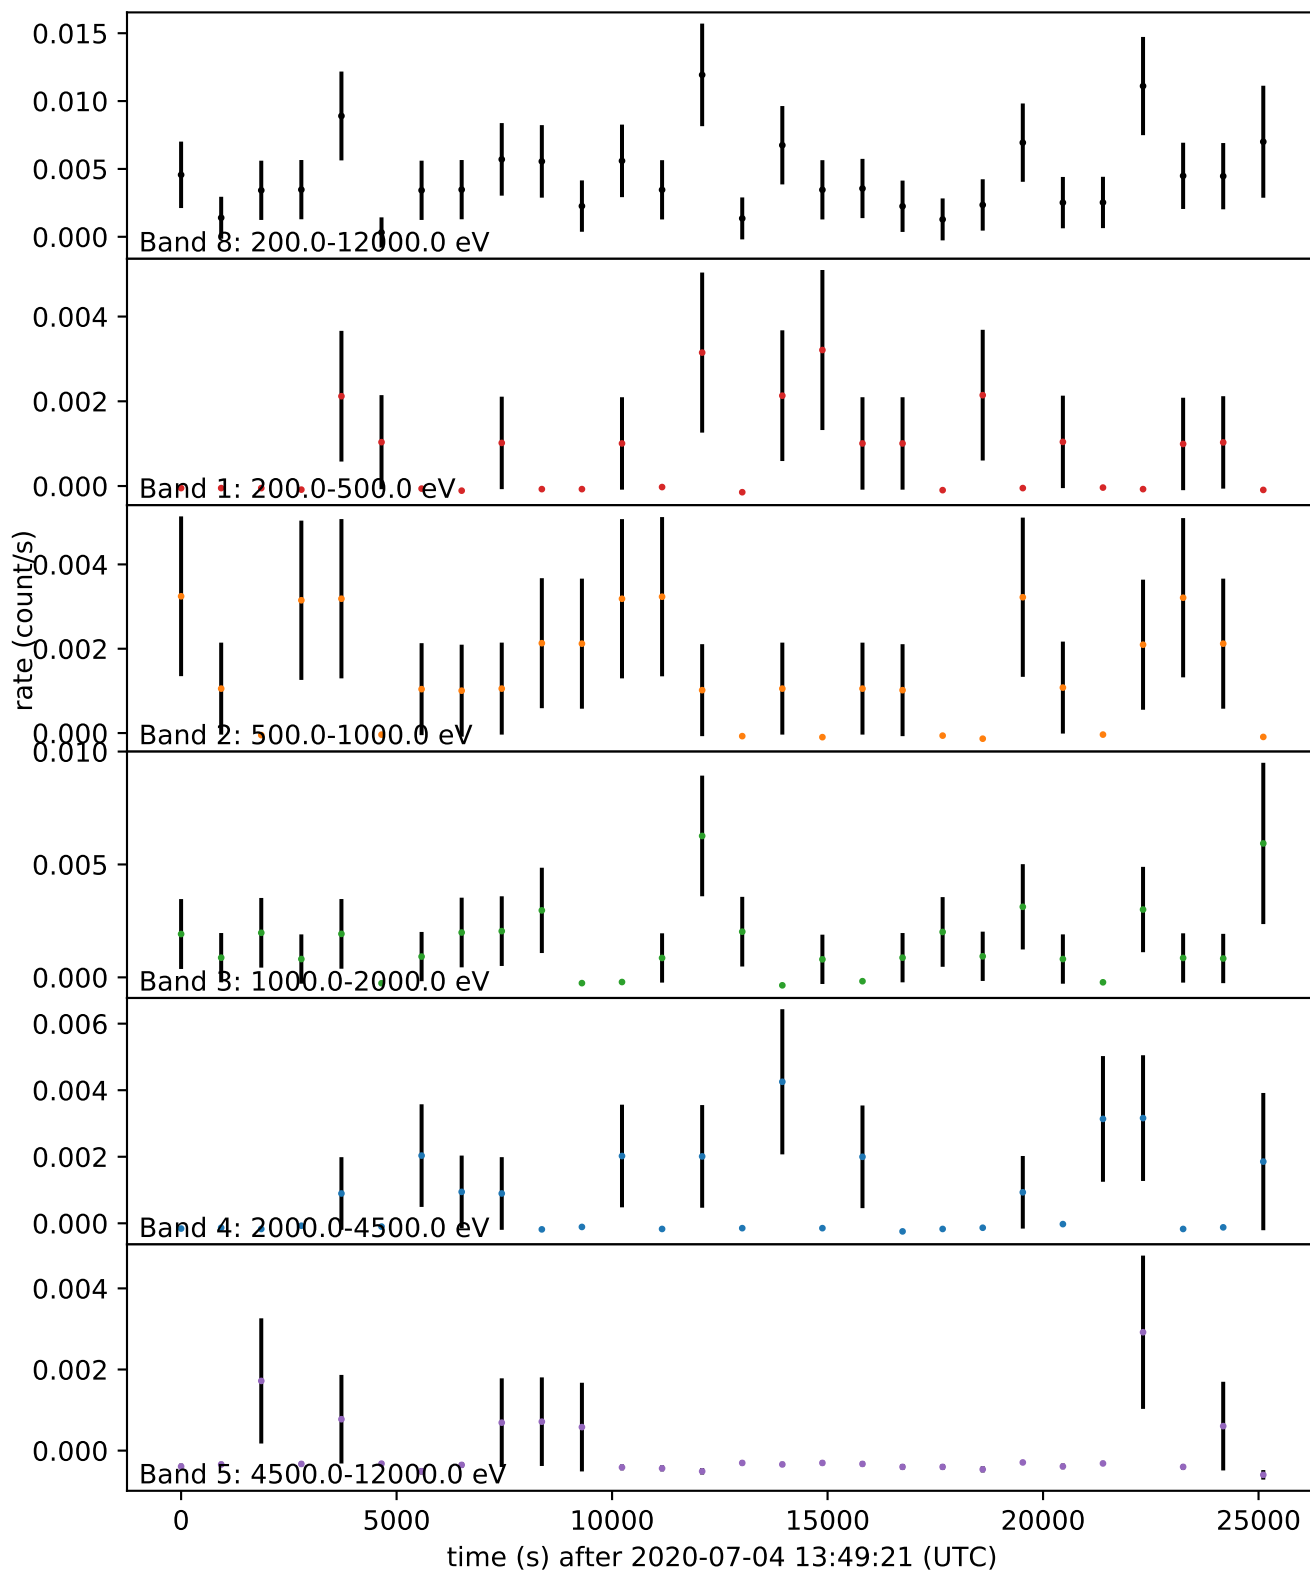 0.015
0.010
0.005
0.000
Band 8: 200.0-12000.0 eV
0.004
0.002
0.000
Band 1: 200.0-500.0 eV
rate (count/s)
0.004
0.002
0.000
Band 2: 500.0-1000.0 eV
0.010
0.005
0.000
Band 3: 1000.0-2000.0 eV
0.006
0.004
0.002
0.000
Band 4: 2000.0-4500.0 eV
0.004
0.002
0.000
Band 5: 4500.0-12000.0 eV
0 5000 10000 15000 20000 25000
time (s) after 2020-07-04 13:49:21 (UTC)